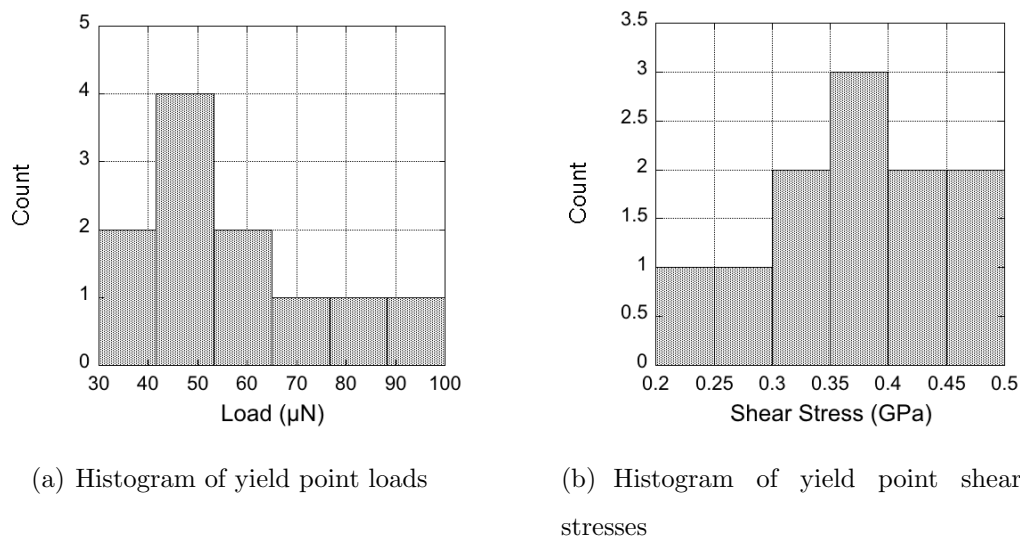 5
4
3
2
1
0
Count
30 40 50 60 70 80 90 100
Load (µN)
(a) Histogram of yield point loads
3.5
3
2.5
2
1.5
1
0.5
0
Count
0.2 0.25 0.3 0.35 0.4 0.45 0.5
Shear Stress (GPa)
(b) Histogram of yield point shear
stresses